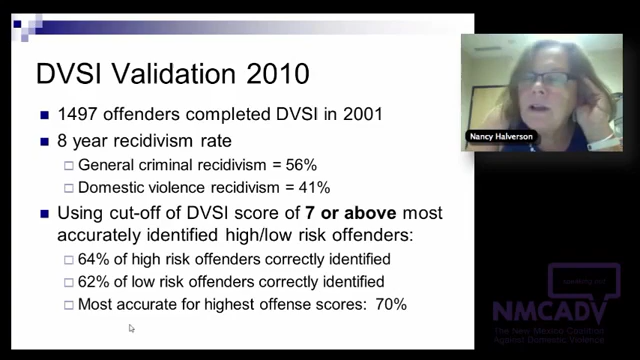 DVSI Validation 2010
1497 offenders completed DVSI in 2001
8 year recidivism rate
General criminal recidivism = 56%
Domestic violence recidivism = 41%
Using cut-off of DVSI score of 7 or above most
accurately identified high/low risk offenders:
64% of high risk offenders correctly identified
62% of low risk offenders correctly identified
Most accurate for highest offense scores: 70%
Nancy Halverson
NMCADV
The New Mexico Coalition
Against Domestic Violence